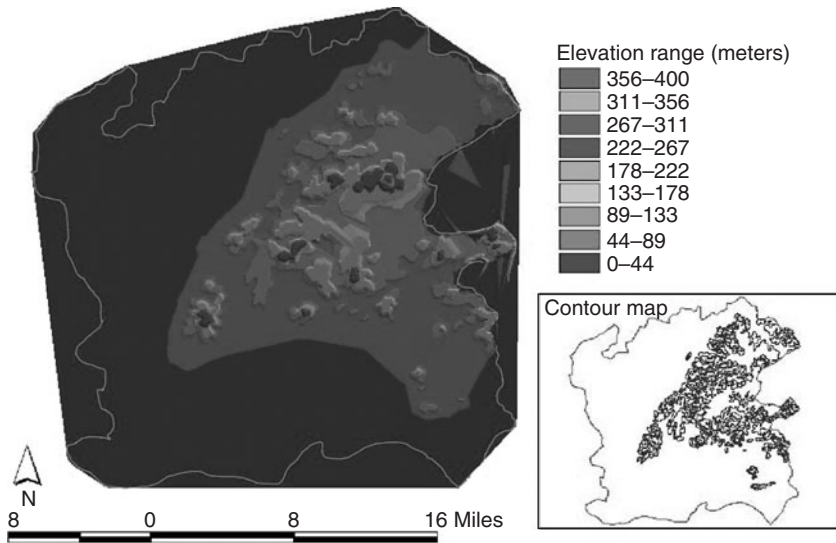 Elevation range (meters)
356–400
311–356
267–311
222–267
178–222
133–178
89–133
44–89
0–44
Contour map
N
8 0 8 16 Miles